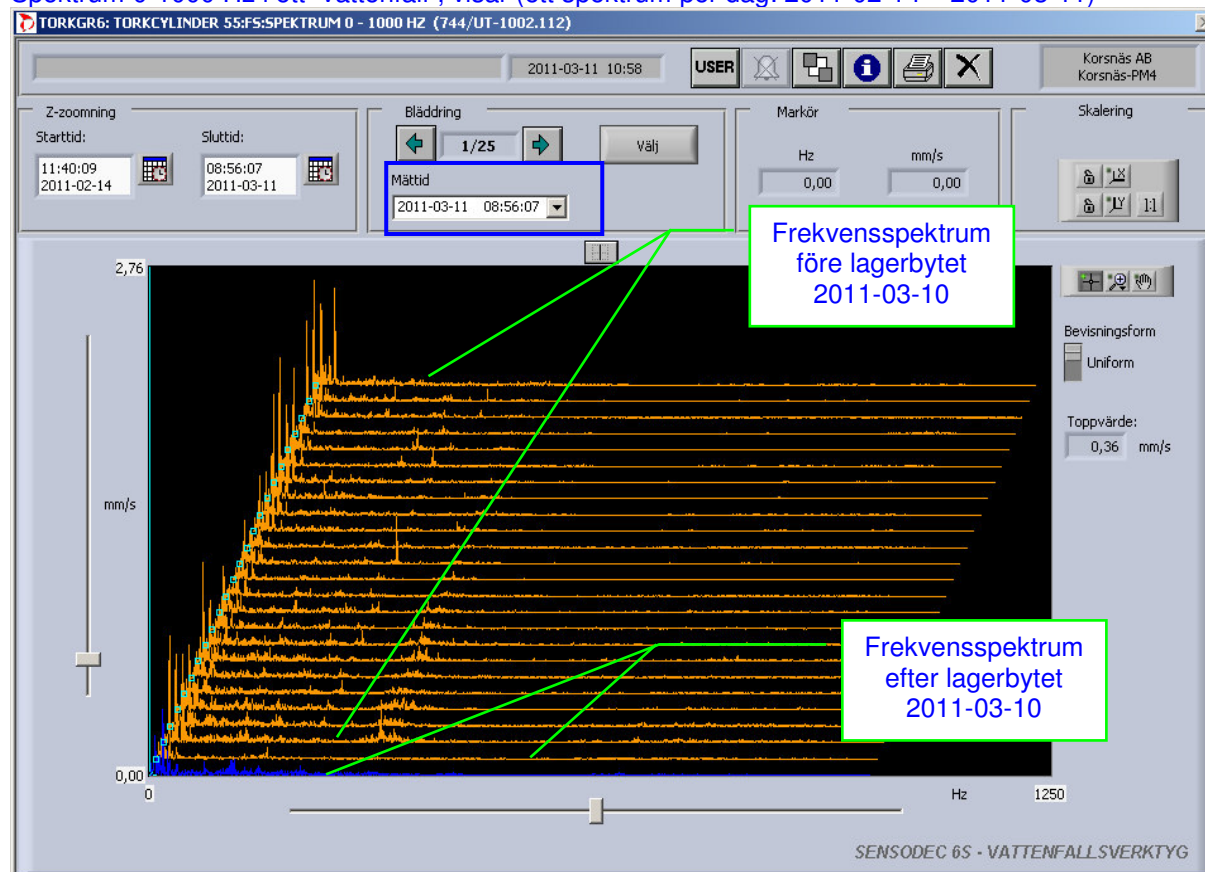 TORKGR6: TORKCYLINDER 55:FS:SPEKTRUM 0 - 1000 HZ (744/UT-1002.112)
2011-03-11 10:58
USER
Korsnäs AB
Korsnäs-PM4
Z-zoomning
Starttid:
Sluttid:
11:40:09
2011-02-14
08:56:07
2011-03-11
Bläddring
1/25
Välj
Mättid
2011-03-11 08:56:07
Markör
Hz
mm/s
0,00
0,00
Skalering
X
Y
1:1
Frekvensspektrum
före lagerbytet
2011-03-10
2,76
mm/s
0,00
0
Hz
1250
Bevisningsform
Uniform
Toppvärde:
0,36 mm/s
Frekvensspektrum
efter lagerbytet
2011-03-10
SENSODEC 6S - VATTENFALLSVERKTYG